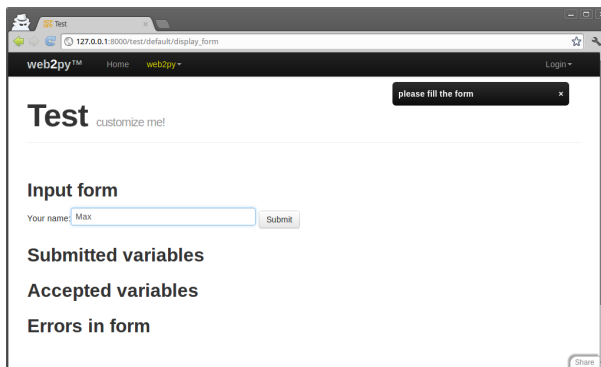 Test
127.0.0.1:8000/test/default/display_form
web2py™ Home web2py Login
please fill the form ×
Test customize me!
Input form
Your name: Max Submit
Submitted variables
Accepted variables
Errors in form
Share